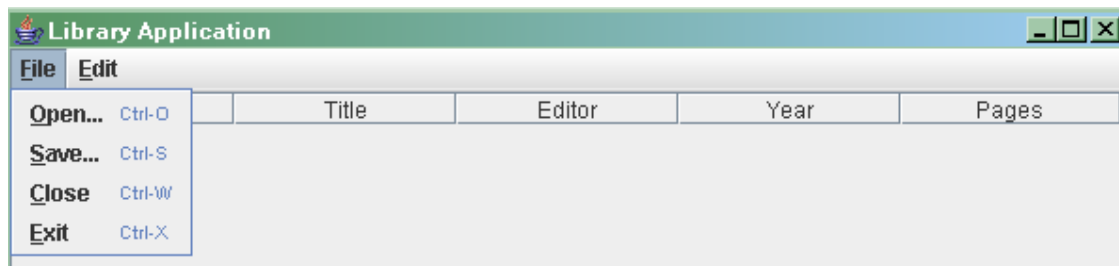 Library Application
File Edit
Title Editor Year Pages
Open... Ctrl-O
Save... Ctrl-S
Close Ctrl-W
Exit Ctrl-X